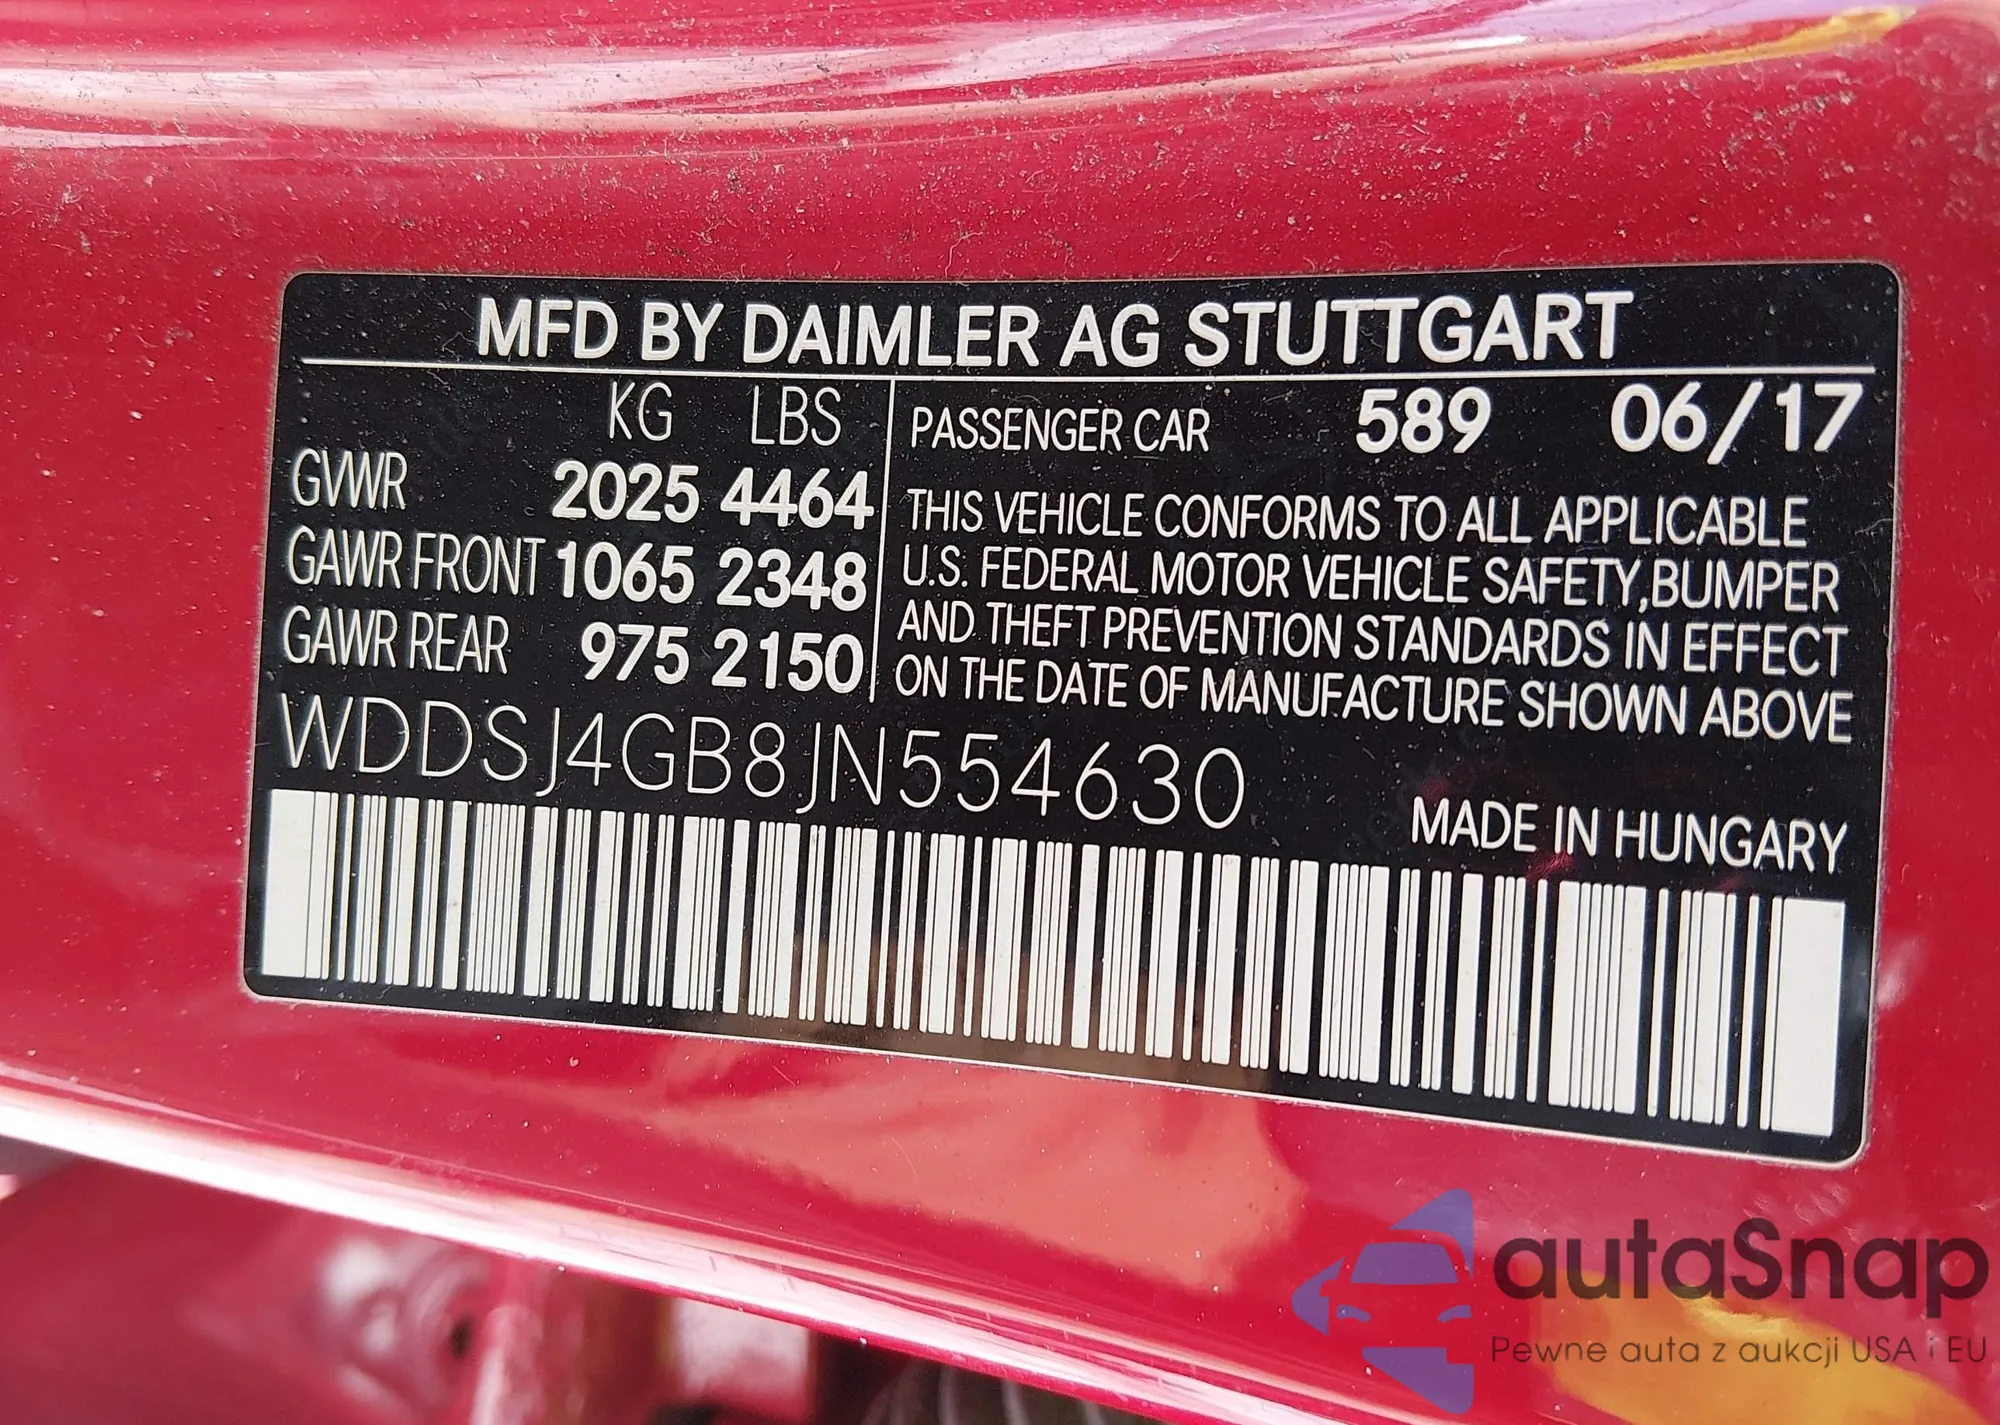 MFD BY DAIMLER AG STUTTGART
KG LBS
GVWR 2025 4464
GAWR FRONT 1065 2348
GAWR REAR 975 2150
PASSENGER CAR 589 06/17
THIS VEHICLE CONFORMS TO ALL APPLICABLE
U.S. FEDERAL MOTOR VEHICLE SAFETY,BUMPER
AND THEFT PREVENTION STANDARDS IN EFFECT
ON THE DATE OF MANUFACTURE SHOWN ABOVE
WDDSJ4GB8JN554630
MADE IN HUNGARY
autaSnap
Pewne auta z aukcji USA i EU